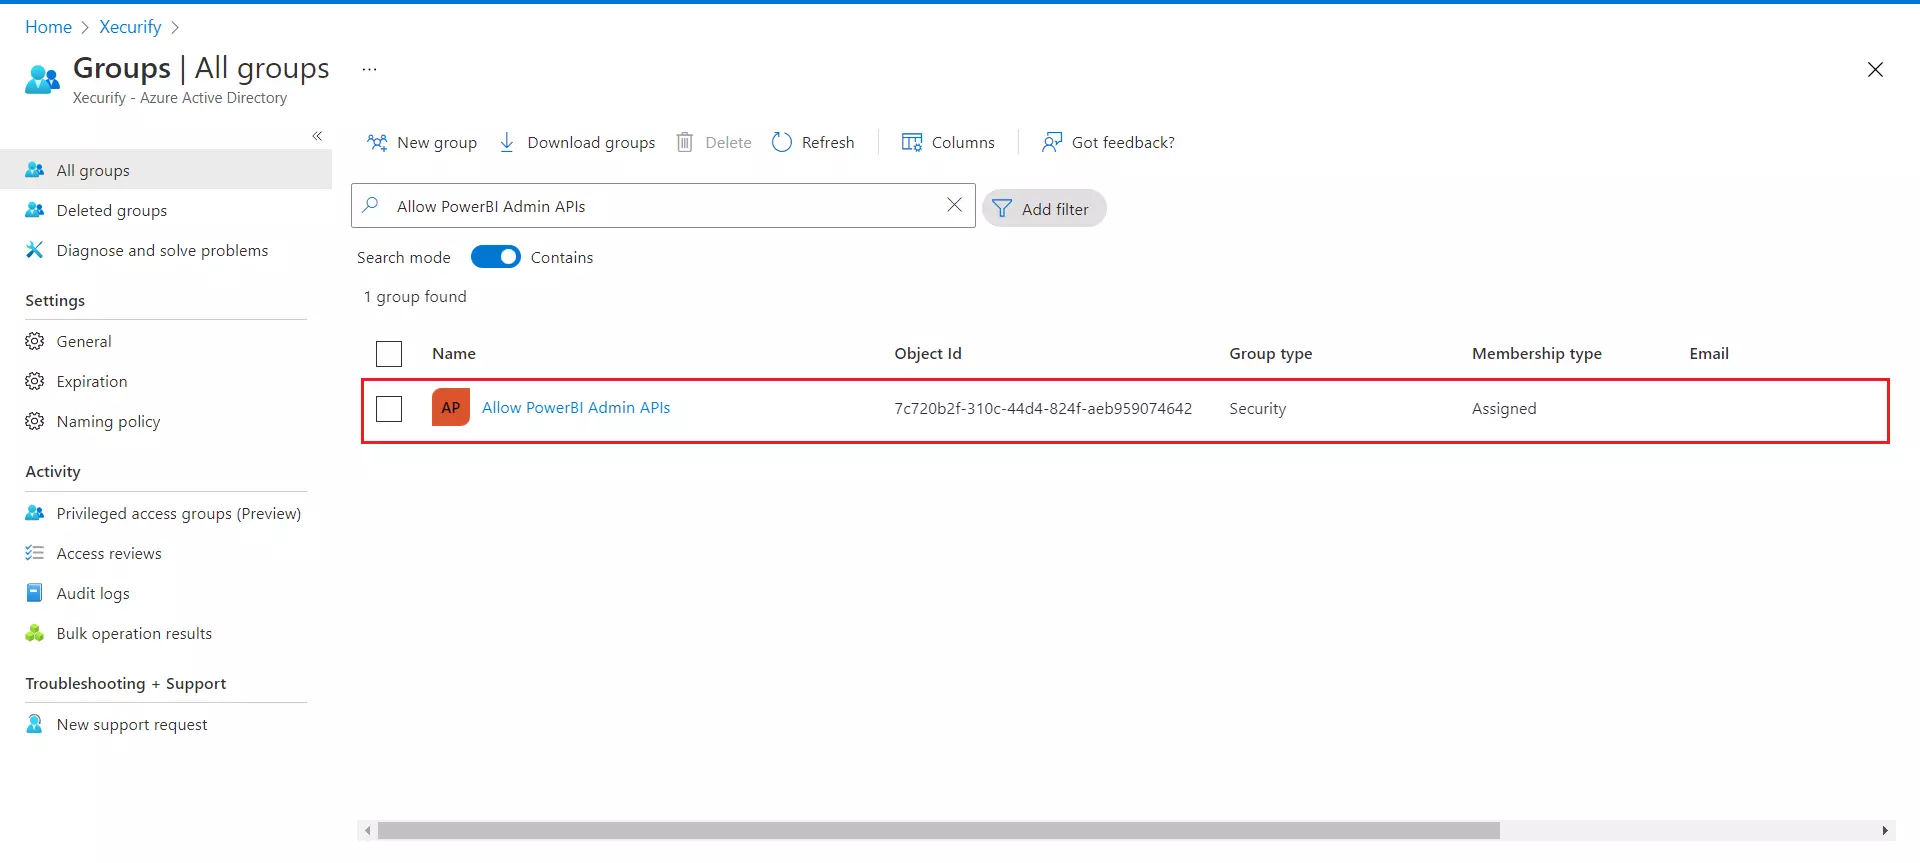 Home > Xecurify >
Groups | All groups ...
Xecurify - Azure Active Directory
«
All groups
Deleted groups
Diagnose and solve problems
Settings
General
Expiration
Naming policy
Activity
Privileged access groups (Preview)
Access reviews
Audit logs
Bulk operation results
Troubleshooting + Support
New support request
New group Download groups Delete Refresh Columns Got feedback?
Allow PowerBI Admin APIs Add filter
Search mode Contains
1 group found
Name Object Id Group type Membership type Email
AP Allow PowerBI Admin APIs 7c720b2f-310c-44d4-824f-aeb959074642 Security Assigned